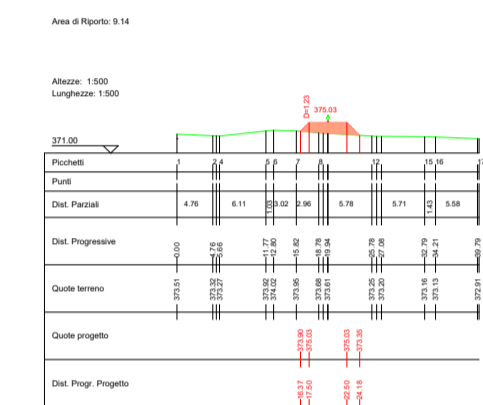 Area di Riporto: 9.14
Altezze: 1:500
Lunghezze: 1:500
D=1.23
375.03
371.00
Picchetti 1 2 4 5 6 7 8 12 15 16
Punti
Dist. Parziali 4.76 6.11 1.03 3.02 2.96 5.78 5.71 1.43 5.58
Dist. Progressive 0.00 4.76 5.66 11.77 12.80 15.82 18.78 19.94 25.78 27.08 32.79 34.21 39.79
Quote terreno 373.51 373.32 373.27 373.92 374.02 373.95 373.68 373.61 373.25 373.20 373.16 373.13 372.91
Quote progetto 373.90 375.03 375.03 373.35
Dist. Progr. Progetto 16.37 17.50 22.50 24.18